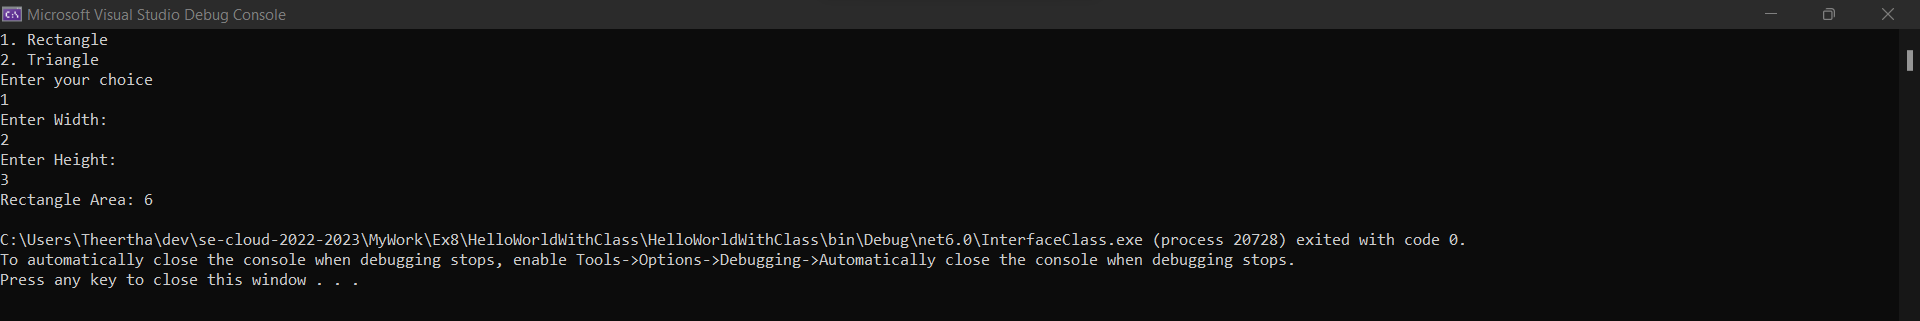 Microsoft Visual Studio Debug Console
1. Rectangle
2. Triangle
Enter your choice
1
Enter Width:
2
Enter Height:
3
Rectangle Area: 6
C:\Users\Theertha\dev\se-cloud-2022-2023\MyWork\Ex8\HelloWorldWithClass\HelloWorldWithClass\bin\Debug\net6.0\InterfaceClass.exe (process 20728) exited with code 0.
To automatically close the console when debugging stops, enable Tools->Options->Debugging->Automatically close the console when debugging stops.
Press any key to close this window . . .